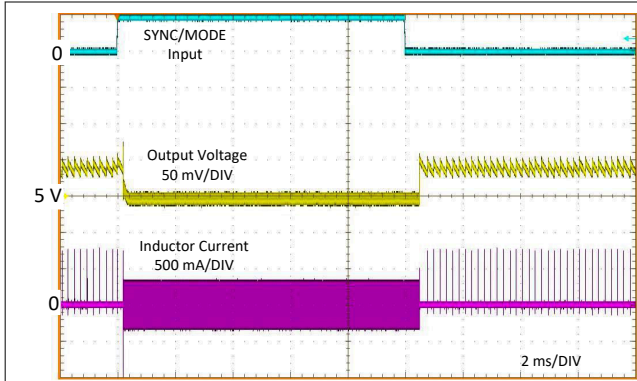 SYNC/MODE
Input
0
Output Voltage
50 mV/DIV
5 V
Inductor Current
500 mA/DIV
0
2 ms/DIV